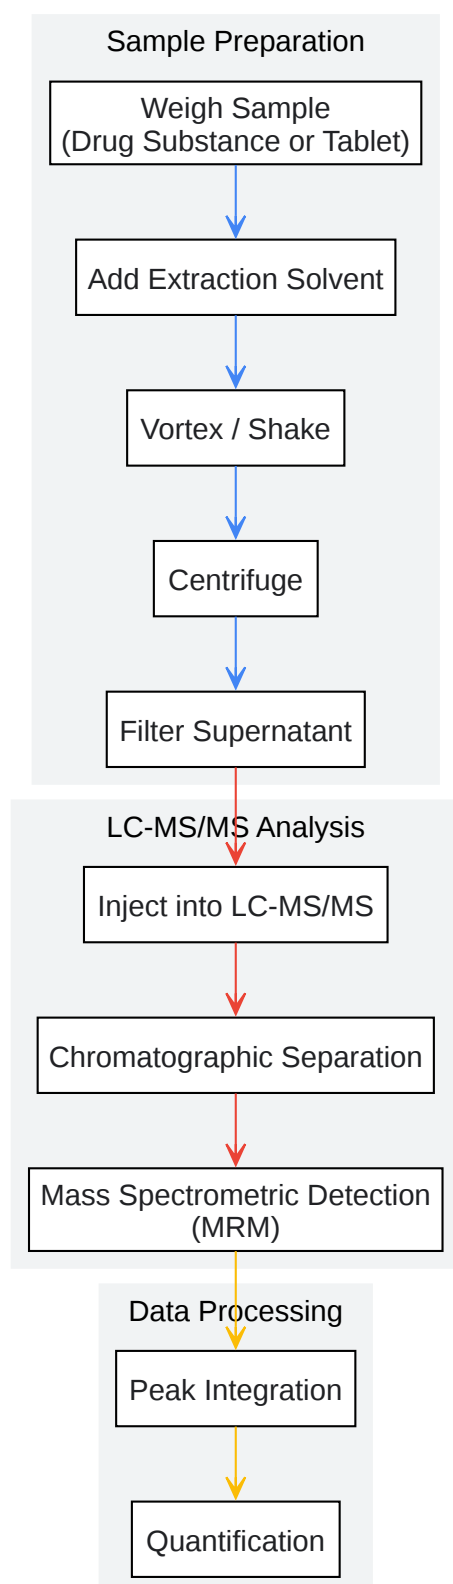 Sample Preparation
Weigh Sample
(Drug Substance or Tablet)
Add Extraction Solvent
Vortex / Shake
Centrifuge
Filter Supernatant
LC-MS/MS Analysis
Inject into LC-MS/MS
Chromatographic Separation
Mass Spectrometric Detection
(MRM)
Data Processing
Peak Integration
Quantification